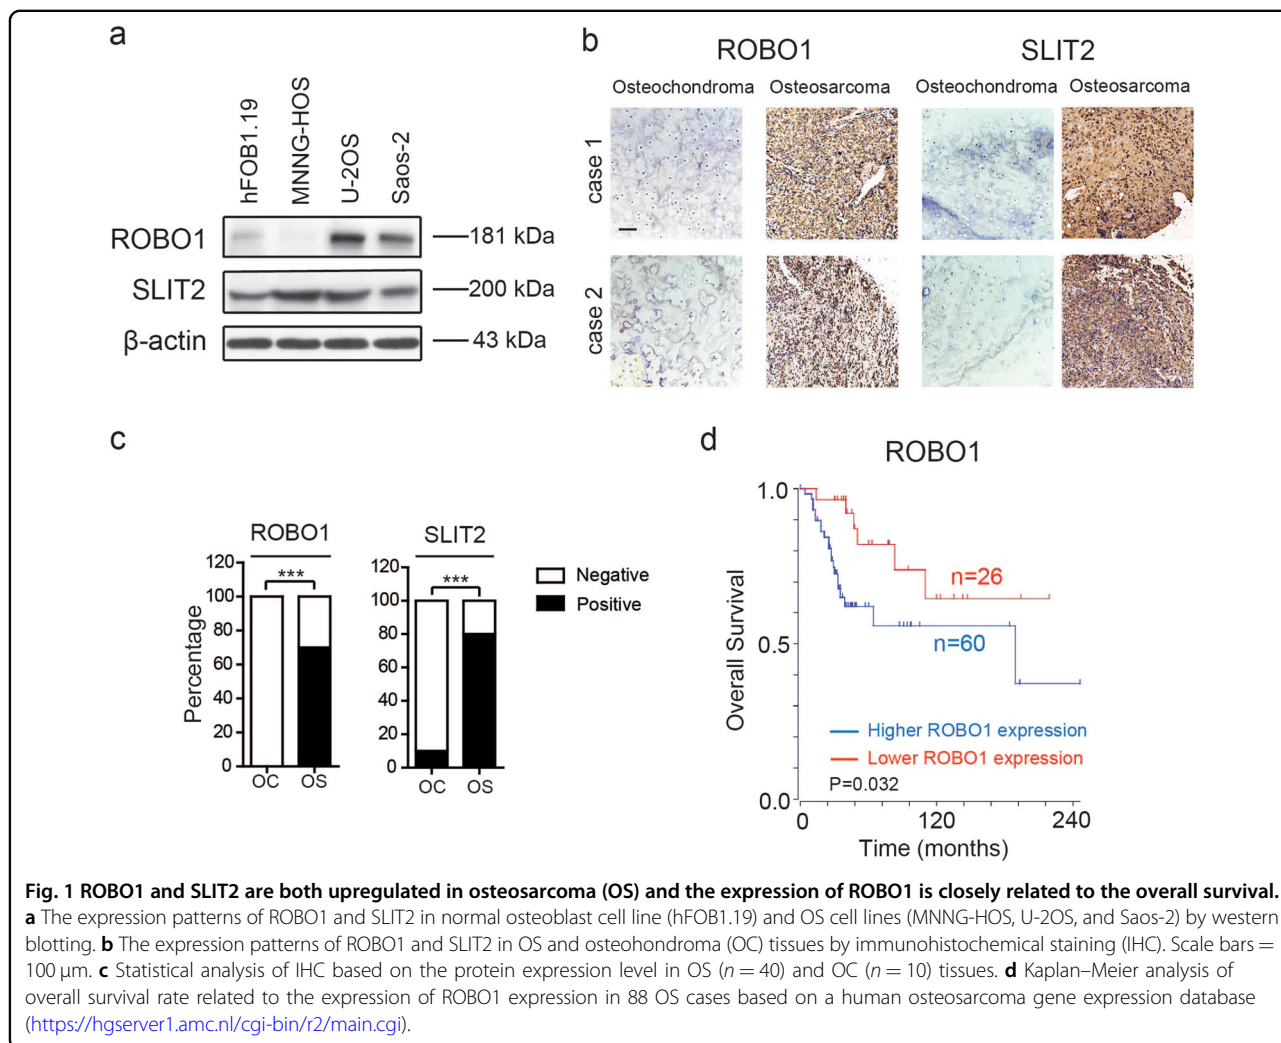 a
hFOB1.19
MNNG-HOS
U-2OS
Saos-2
ROBO1
181 kDa
SLIT2
200 kDa
β-actin
43 kDa
b
ROBO1
SLIT2
Osteochondroma
Osteosarcoma
Osteochondroma
Osteosarcoma
case 1
case 2
c
ROBO1
SLIT2
***
***
Percentage
120
100
80
60
40
20
0
OC
OS
120
100
80
60
40
20
0
OC
OS
Negative
Positive
d
ROBO1
Overall Survival
1.0
0.5
0.0
n=26
n=60
Higher ROBO1 expression
Lower ROBO1 expression
P=0.032
0
120
240
Time (months)
Fig. 1 ROBO1 and SLIT2 are both upregulated in osteosarcoma (OS) and the expression of ROBO1 is closely related to the overall survival.
a The expression patterns of ROBO1 and SLIT2 in normal osteoblast cell line (hFOB1.19) and OS cell lines (MNNG-HOS, U-2OS, and Saos-2) by western
blotting. b The expression patterns of ROBO1 and SLIT2 in OS and osteohondroma (OC) tissues by immunohistochemical staining (IHC). Scale bars =
100 µm. c Statistical analysis of IHC based on the protein expression level in OS (n = 40) and OC (n = 10) tissues. d Kaplan–Meier analysis of
overall survival rate related to the expression of ROBO1 expression in 88 OS cases based on a human osteosarcoma gene expression database
(https://hgserver1.amc.nl/cgi-bin/r2/main.cgi).